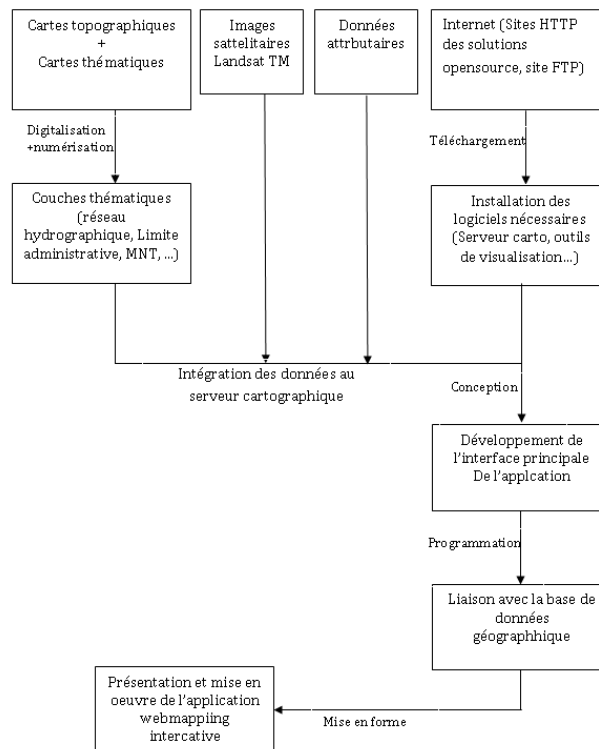 Cartes topographiques
+
Cartes thématiques
Images
sattelitaires
Landsat TM
Données
attrbutaires
Internet (Sites HTTP
des solutions
opensource, site FTP)
Digitalisation
+numérisation
Téléchargement
Couches thématiques
(réseau
hydrographique, Limite
administrative, MNT, ...)
Installation des
logiciels nécessaires
(Serveur carto, outils
de visualisation...)
Intégration des données au
serveur cartographique
Conception
Développement de
l'interface principale
De l'applcation
Programmation
Liaison avec la base de
données
géographhique
Présentation et mise en
oeuvre de l'application
webmappiing
intercative
Mise en forme